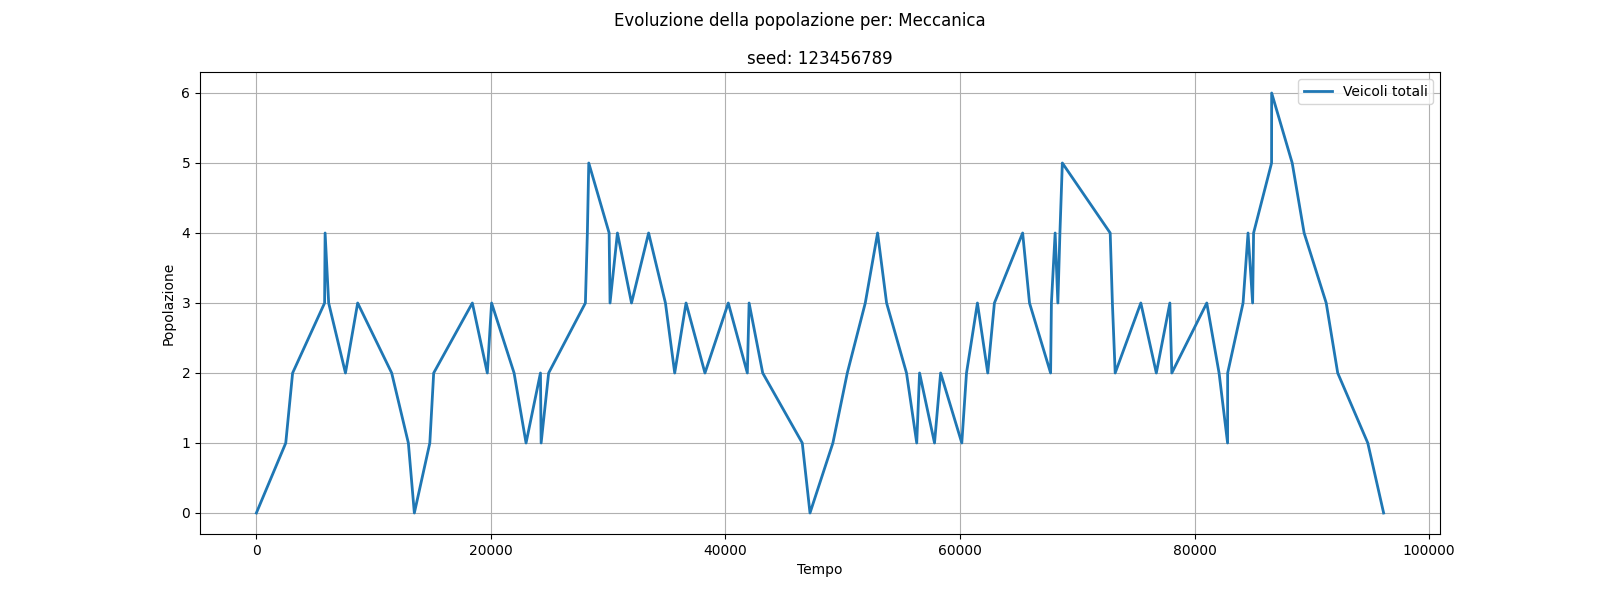 Evoluzione della popolazione per: Meccanica
seed: 123456789
Veicoli totali
6
5
4
3
2
1
0
Popolazione
0 20000 40000 60000 80000 100000
Tempo